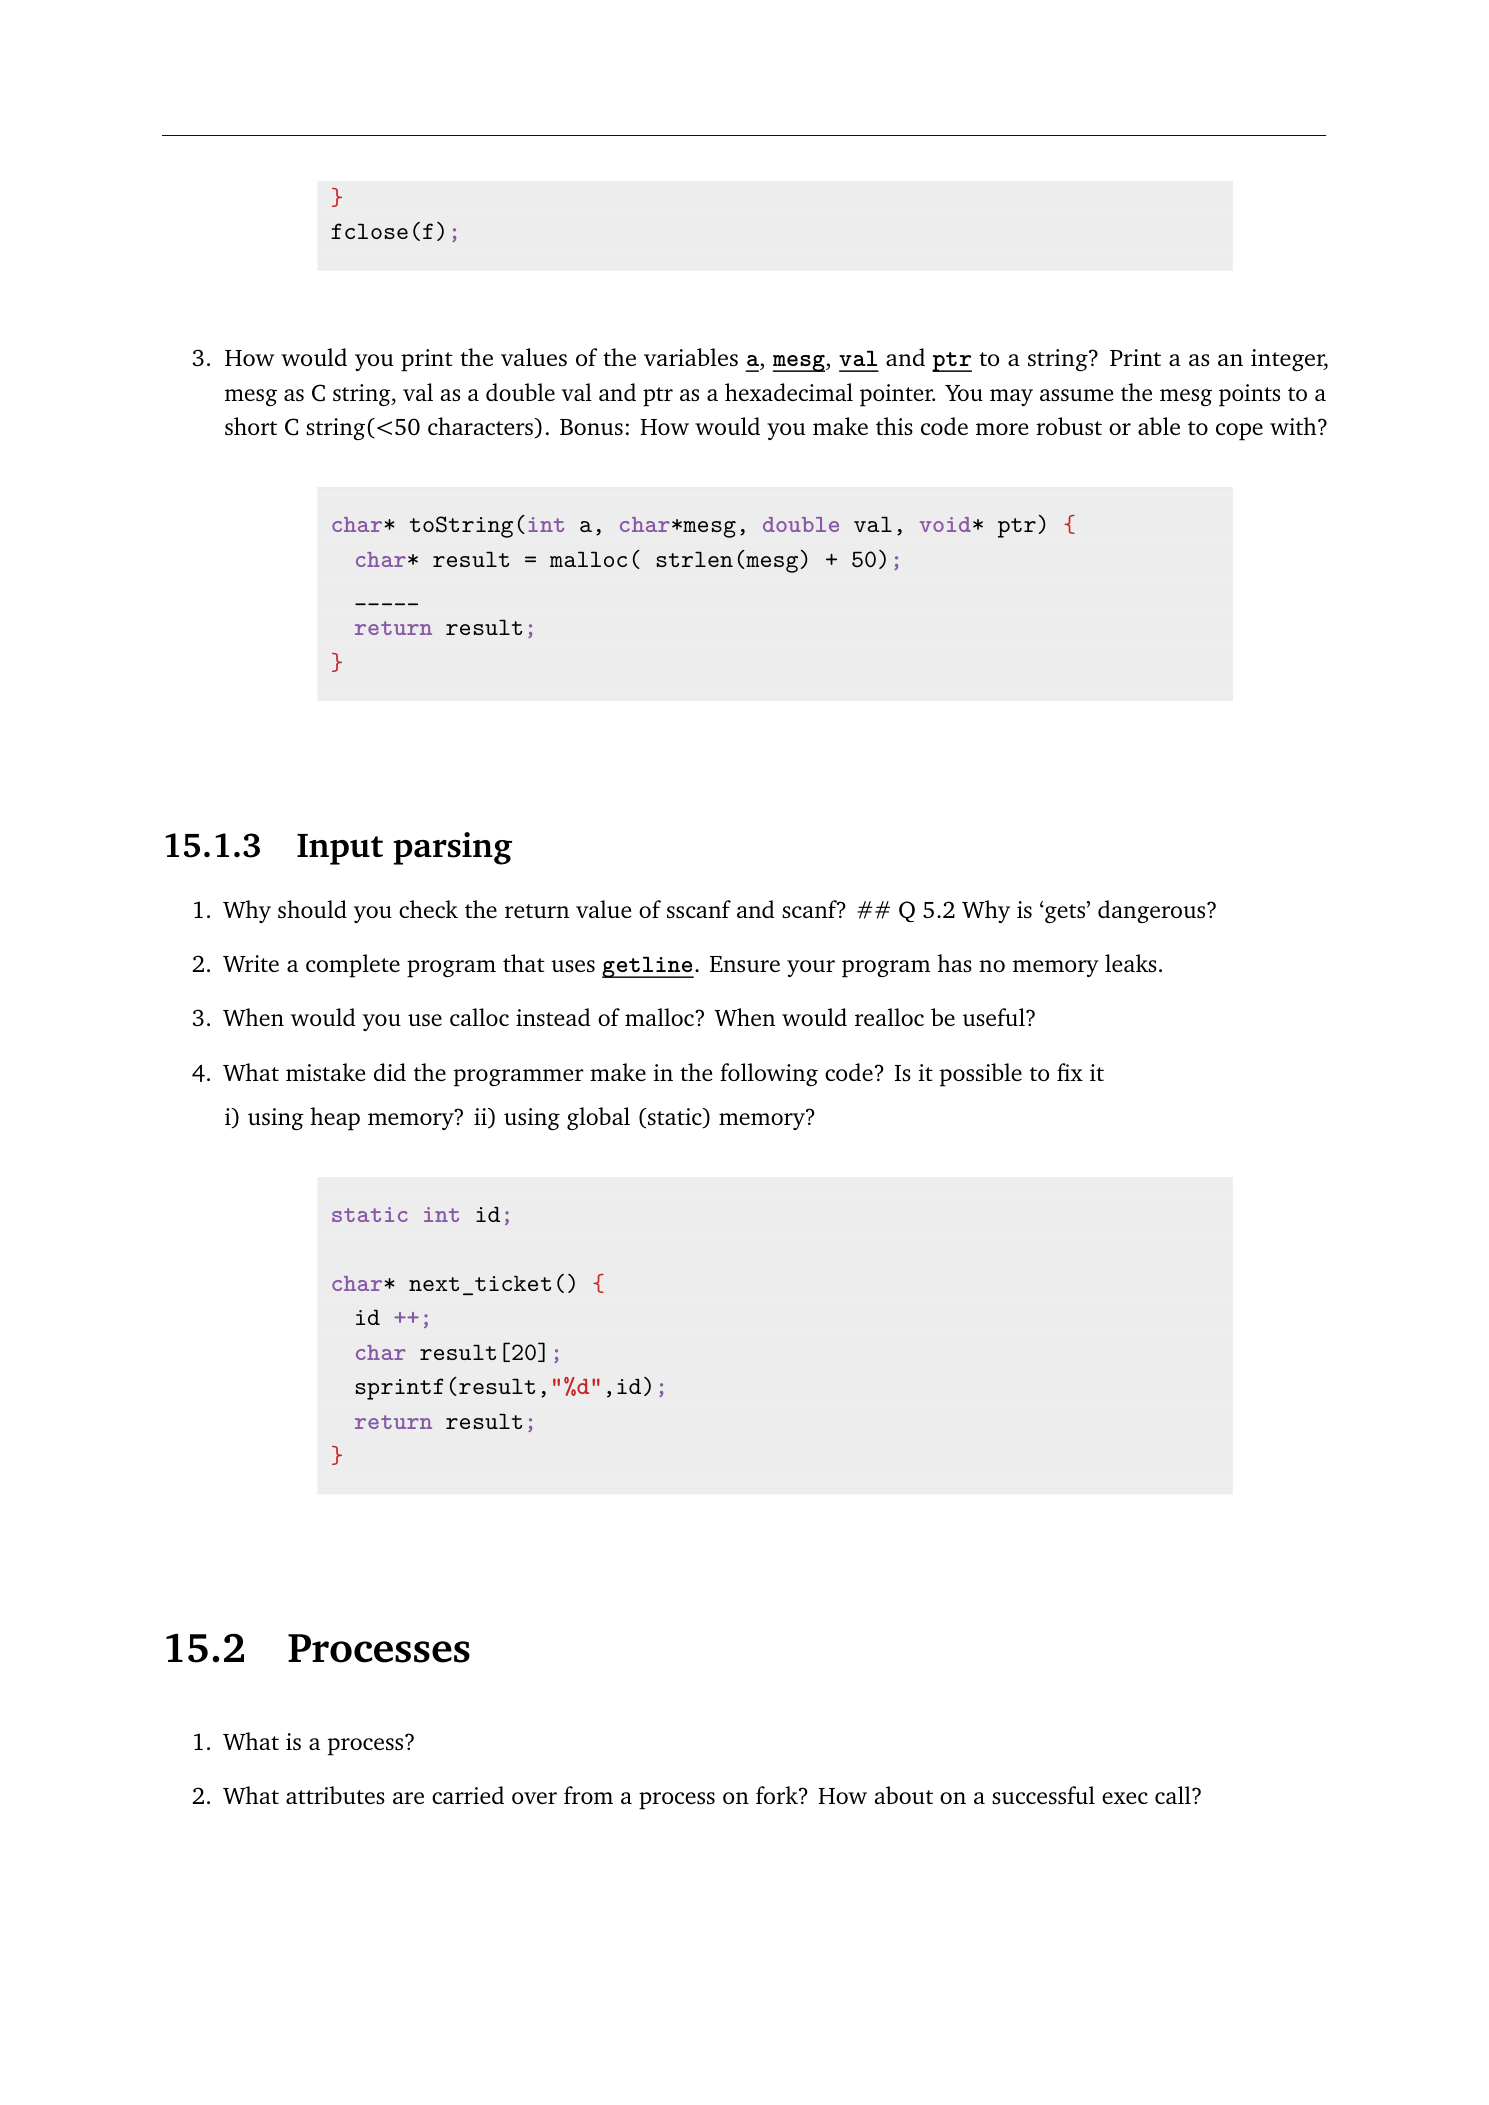 }
fclose(f);
3. How would you print the values of the variables a, mesg, val and ptr to a string? Print a as an integer,
mesg as C string, val as a double val and ptr as a hexadecimal pointer. You may assume the mesg points to a
short C string(<50 characters). Bonus: How would you make this code more robust or able to cope with?
char* toString(int a, char*mesg, double val, void* ptr) {
char* result = malloc( strlen(mesg) + 50);
_____
return result;
}
15.1.3 Input parsing
1. Why should you check the return value of sscanf and scanf? ## Q 5.2 Why is ‘gets’ dangerous?
2. Write a complete program that uses getline. Ensure your program has no memory leaks.
3. When would you use calloc instead of malloc? When would realloc be useful?
4. What mistake did the programmer make in the following code? Is it possible to fix it
i) using heap memory? ii) using global (static) memory?
static int id;
char* next_ticket() {
id ++;
char result[20];
sprintf(result,"%d",id);
return result;
}
15.2 Processes
1. What is a process?
2. What attributes are carried over from a process on fork? How about on a successful exec call?